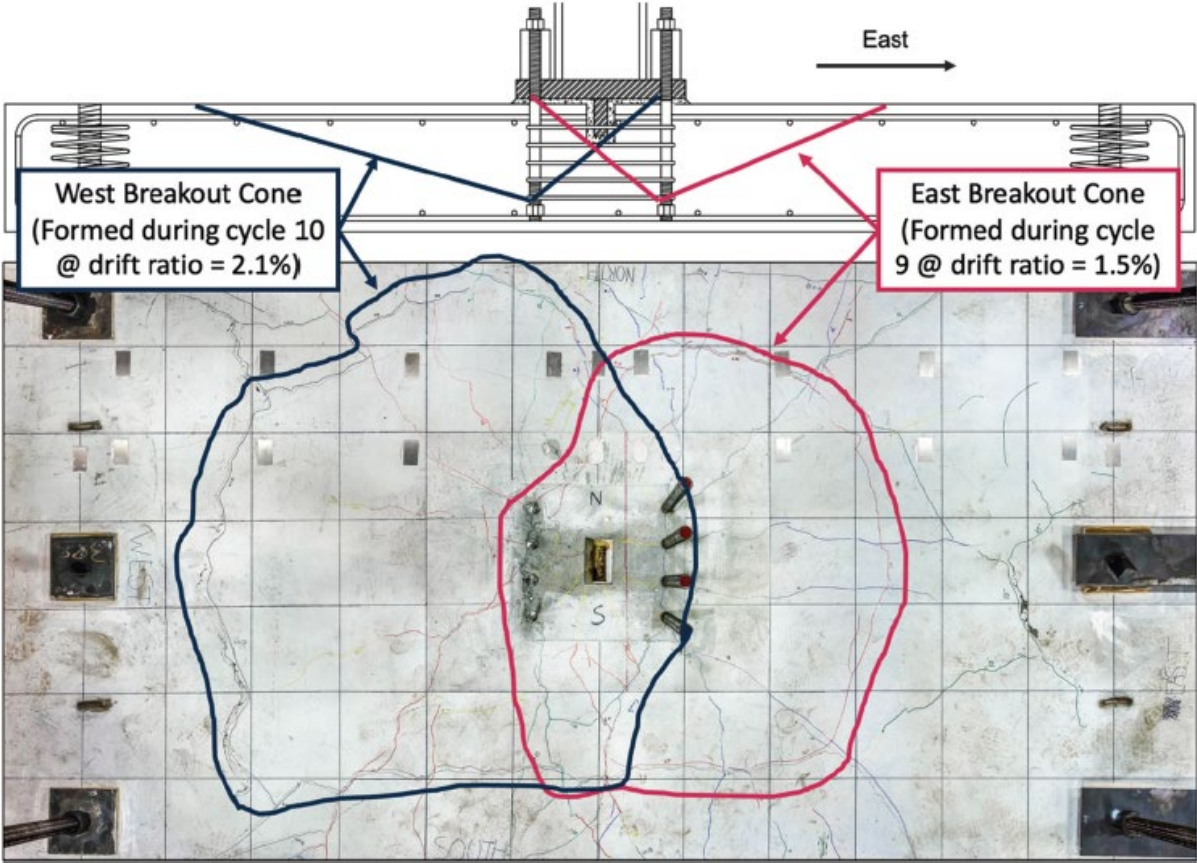 East
West Breakout Cone
(Formed during cycle 10
@ drift ratio = 2.1%)
East Breakout Cone
(Formed during cycle
9 @ drift ratio = 1.5%)
NORTH
N
WEST
S
EAST
SOUTH